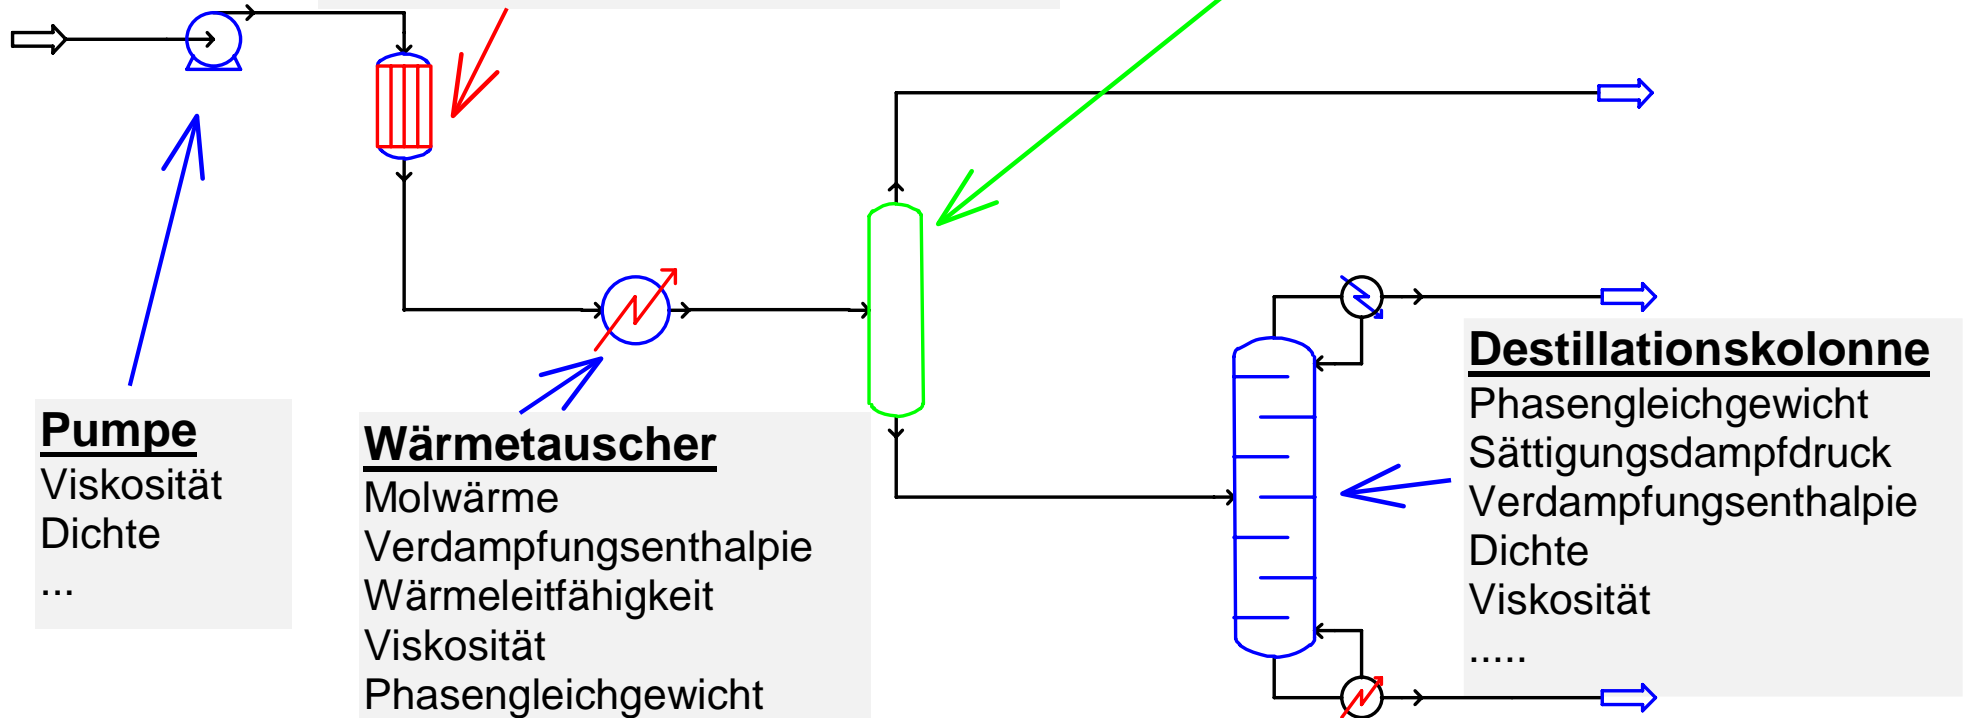 Pumpe
Viskosität
Dichte
...
Wärmetauscher
Molwärme
Verdampfungsenthalpie
Wärmeleitfähigkeit
Viskosität
Phasengleichgewicht
Destillationskolonne
Phasengleichgewicht
Sättigungsdampfdruck
Verdampfungsenthalpie
Dichte
Viskosität
.....